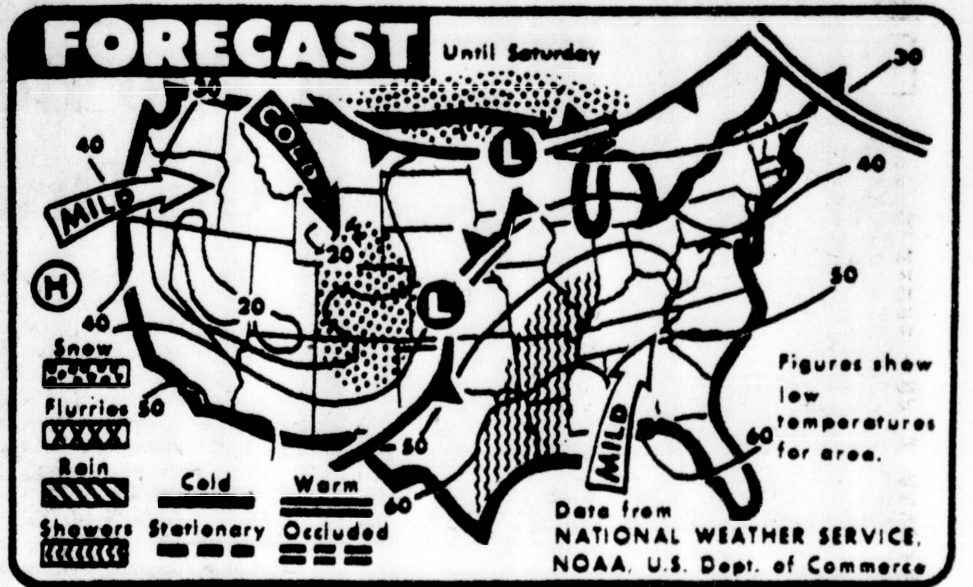 FORECAST
Until Saturday
30
30
40
COLD
L
40
MILD
20
H
20
L
50
40
Snow
Figures show
low
temperatures
for area.
Flurries
50
MILD
60
50
Rain
Cold
Warm
60
Showers
Stationary
Occluded
Data from
NATIONAL WEATHER SERVICE,
NOAA, U.S. Dept. of Commerce